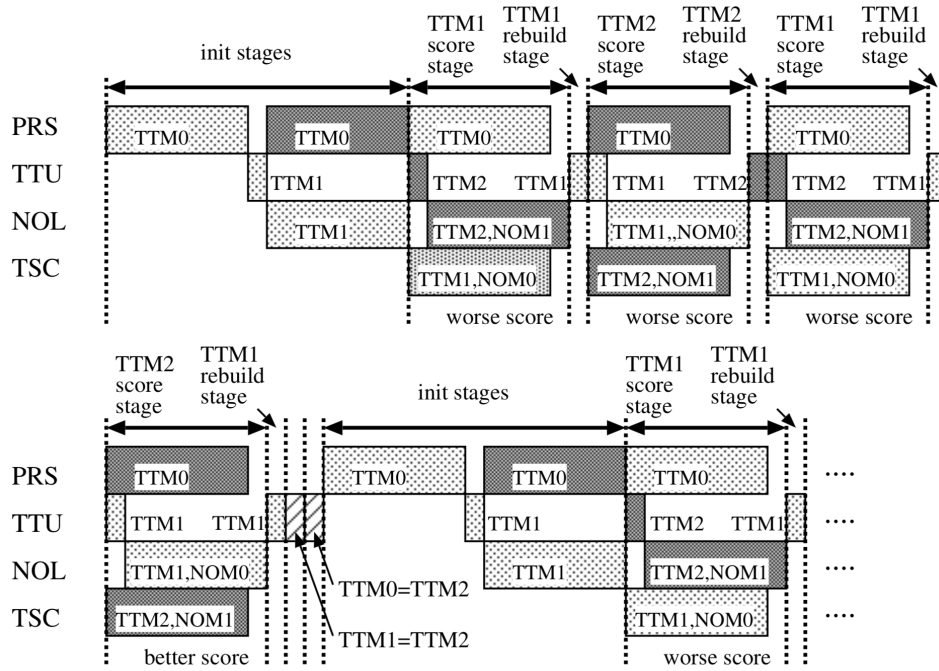 init stages
TTM1
score
stage
TTM1
rebuild
stage
TTM2
score
stage
TTM2
rebuild
stage
TTM1
score
stage
TTM1
rebuild
stage
PRS TTM0 TTM0 TTM0 TTM0 TTM0
TTU TTM1 TTM2 TTM1 TTM1 TTM2 TTM2 TTM1
NOL TTM1 TTM2,NOM1 TTM1,,NOM0 TTM2,NOM1
TSC TTM1,NOM0 TTM2,NOM1 TTM1,NOM0
worse score worse score worse score
TTM2
score
stage
TTM1
rebuild
stage
init stages
TTM1
score
stage
TTM1
rebuild
stage
PRS TTM0 TTM0 TTM0 TTM0 ....
TTU TTM1 TTM1 TTM1 TTM2 TTM1 ....
NOL TTM1,NOM0 TTM1 TTM2,NOM1 ....
TTM0=TTM2
TSC TTM2,NOM1 TTM1,NOM0 ....
TTM1=TTM2
better score worse score